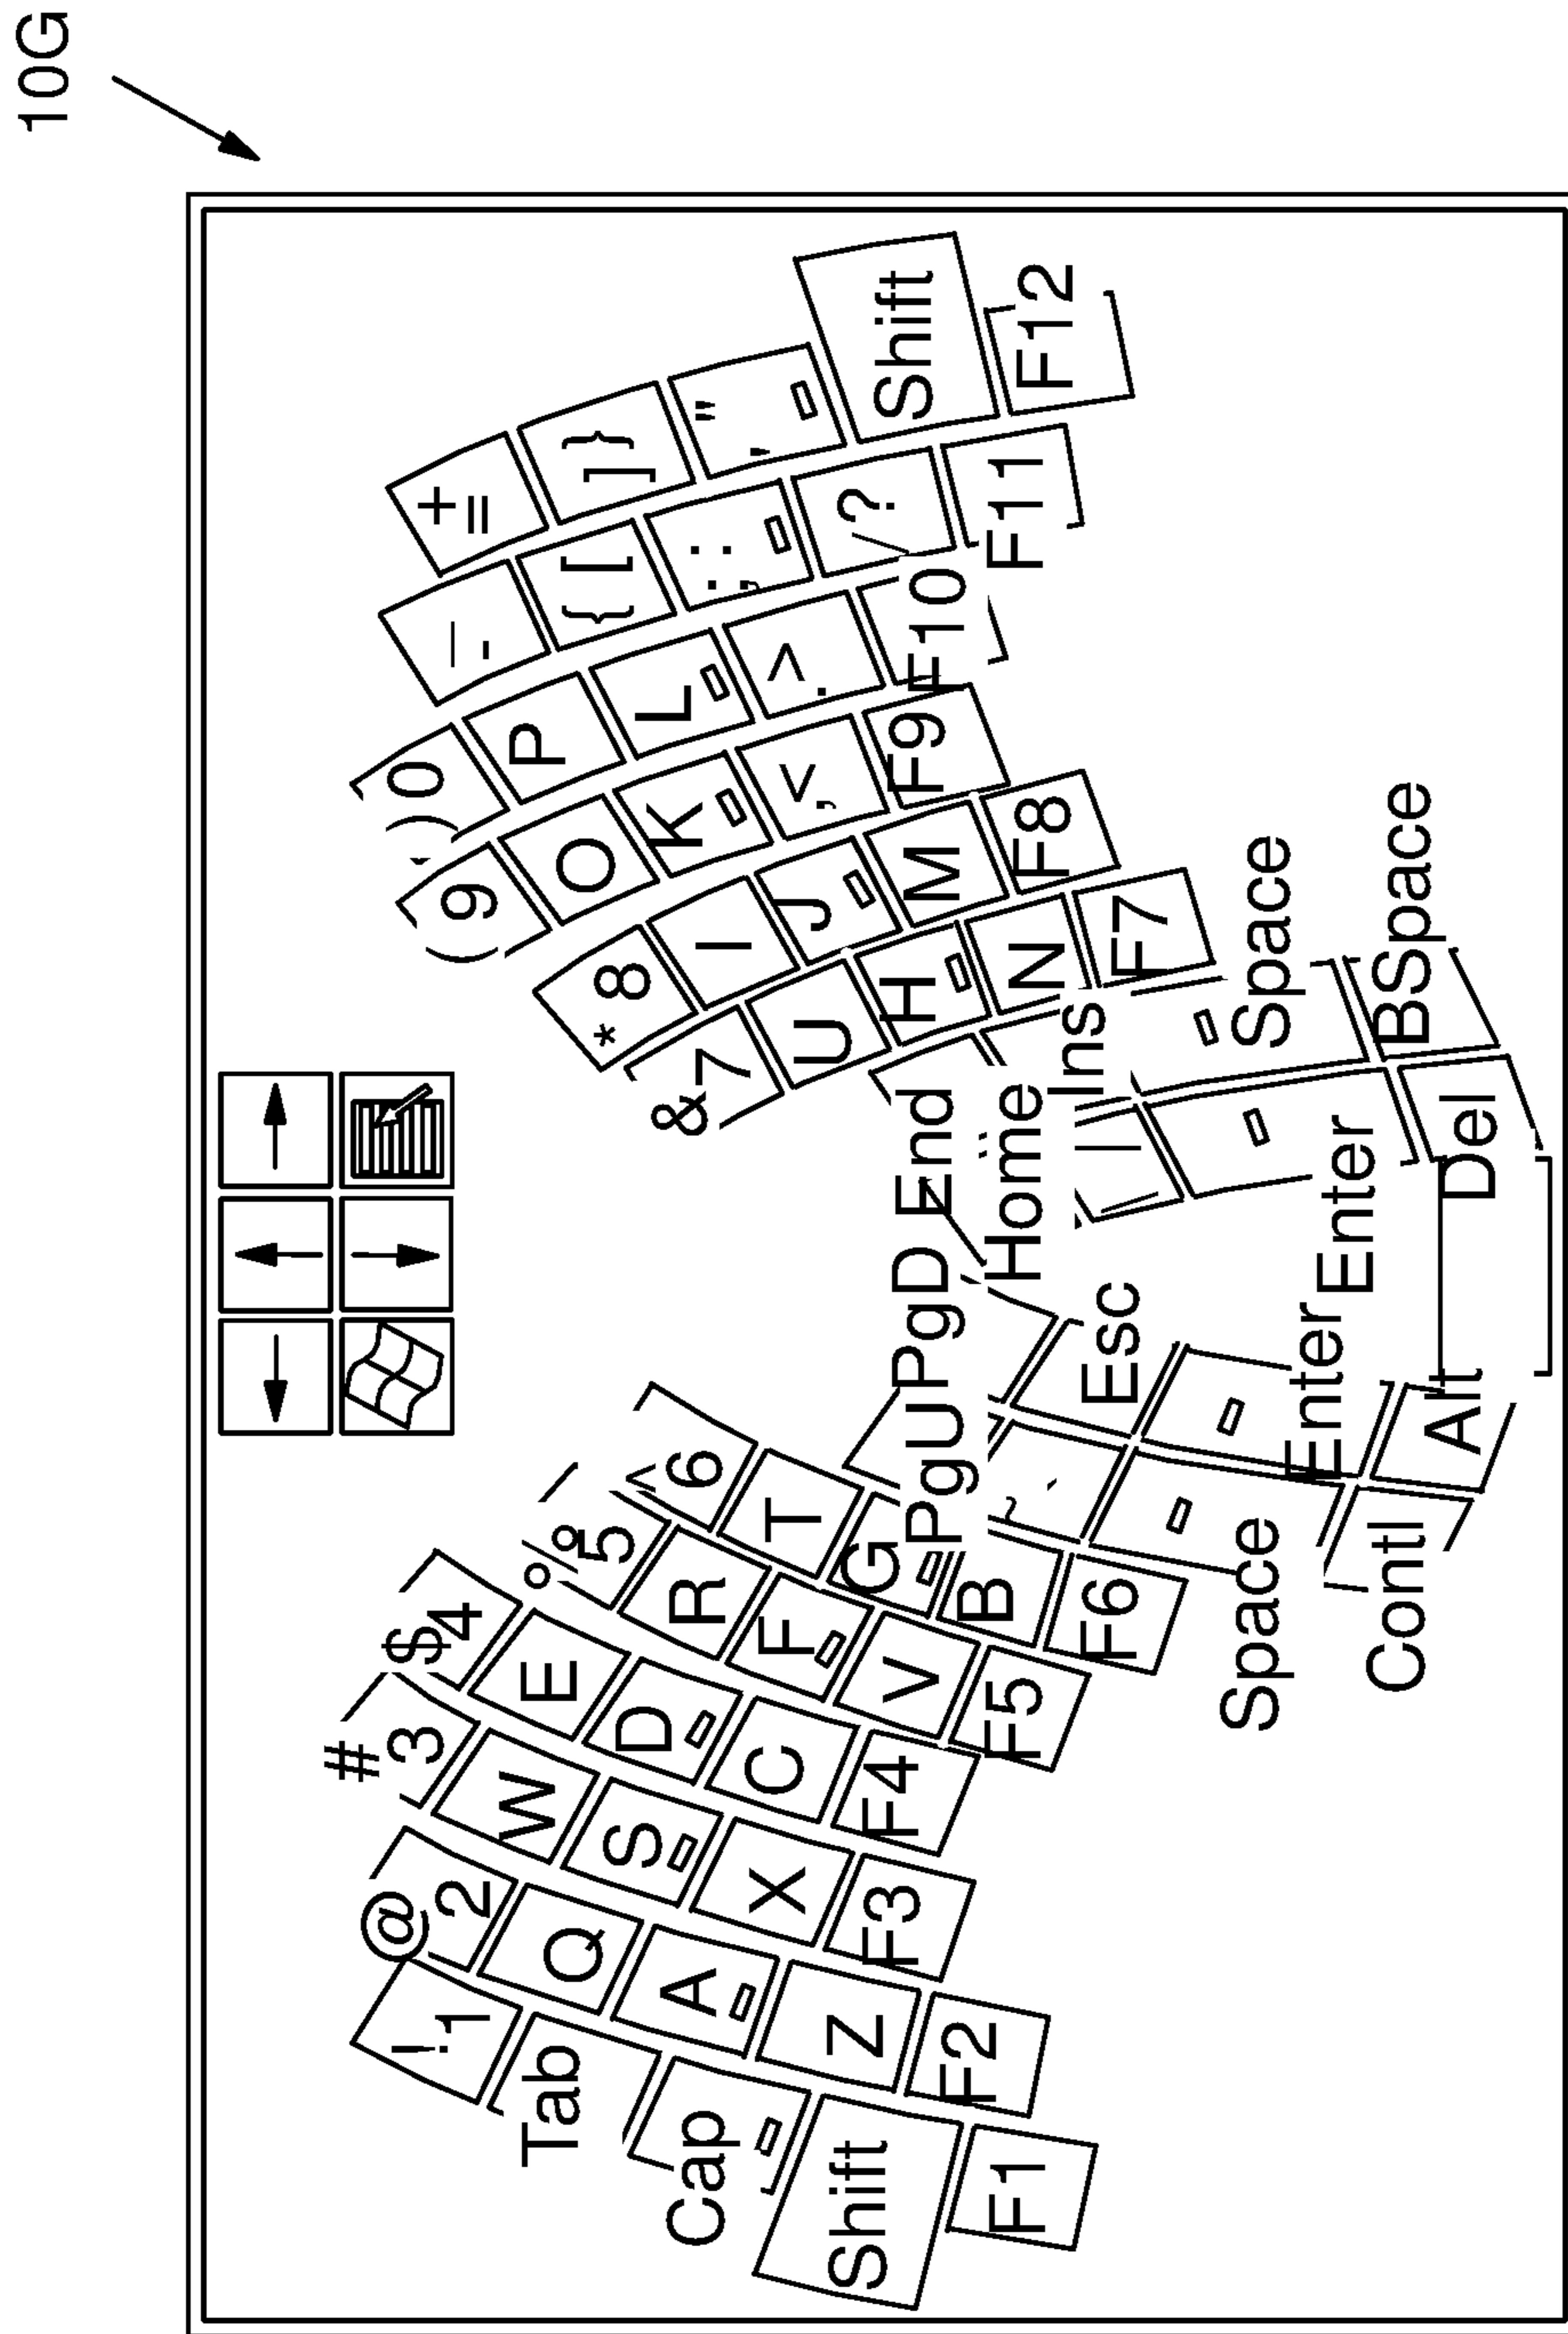 10G
! 1 @ 2 # 3 $ 4 % 5 ^ 6 & 7 * 8 ( 9 ) 0 _ - + =
Tab Q W E R T U I O P { [ ] }
Cap A S D F G H J K L : ; " '
Shift Z X C V B N M , < . > / ? Shift
F1 F2 F3 F4 F5 F6 F7 F8 F9 F10 F11 F12
PgU PgD End Home Ins
~ ` Esc | \
Space Enter Enter Space
Contl Alt Del BSpace